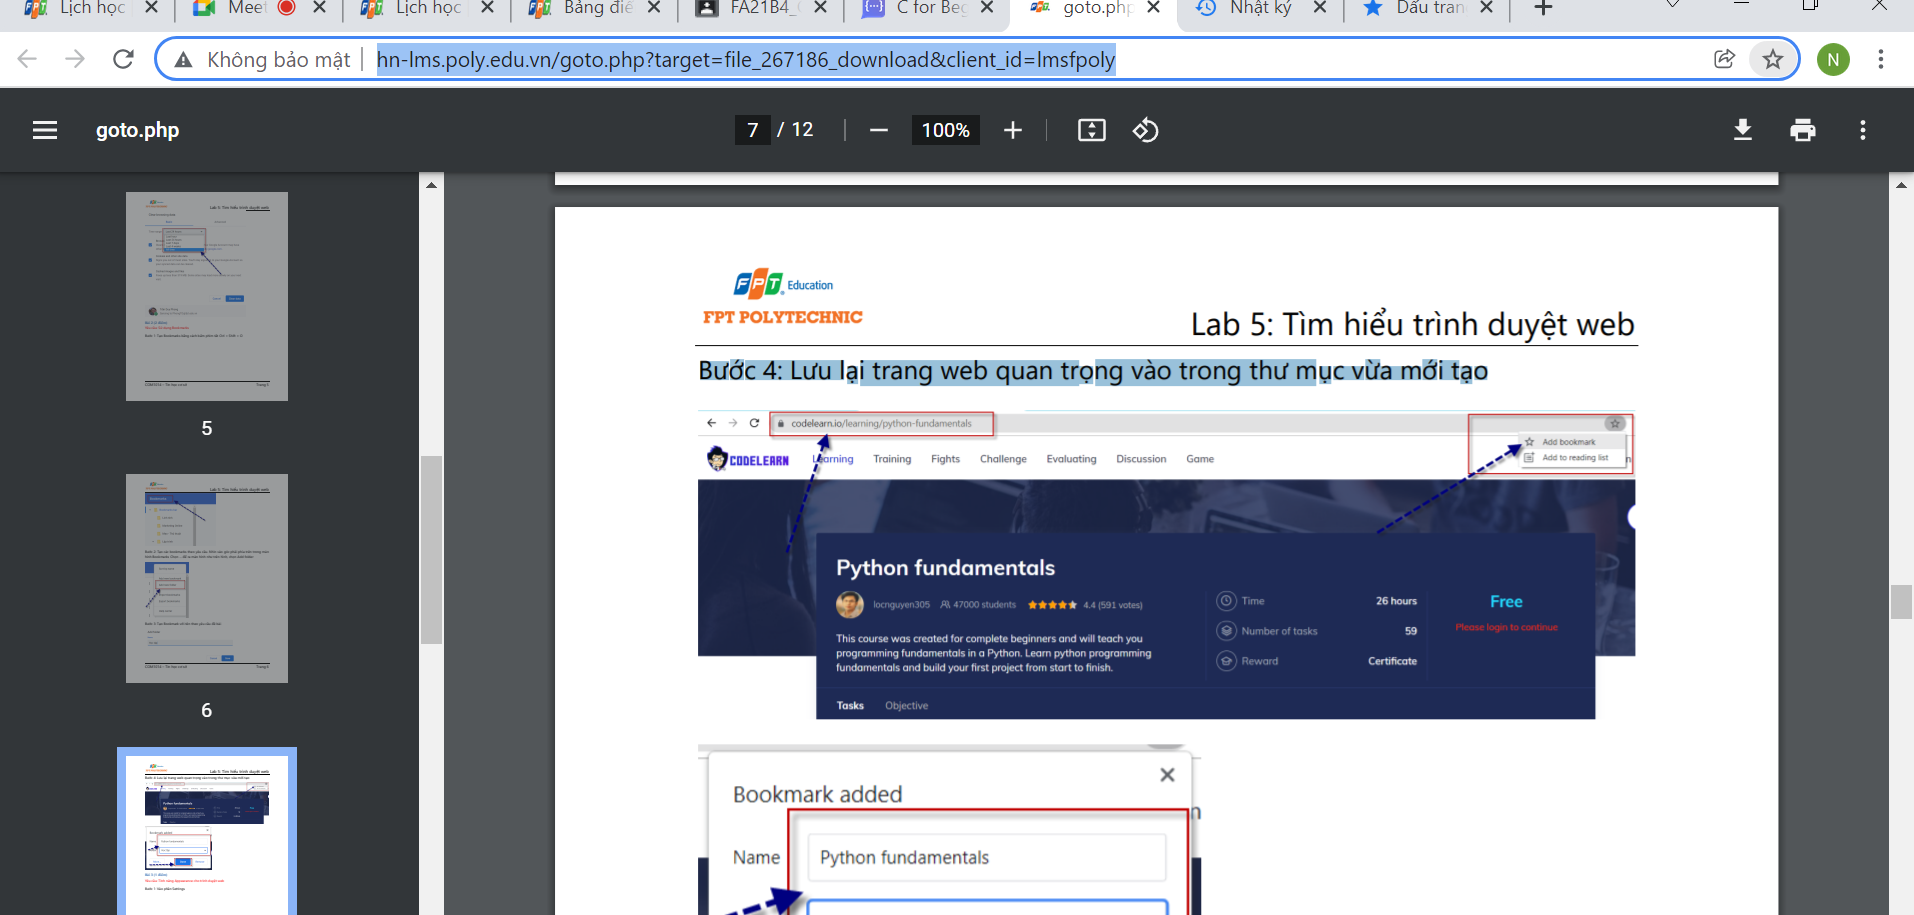 Lịch học
Meet
Lịch học
Bảng điể
FA21B4_
C for Beg
goto.php
Nhật ký
Dấu tran
Không bảo mật
hn-lms.poly.edu.vn/goto.php?target=file_267186_download&client_id=lmsfpoly
N
goto.php
7 / 12
100%
5
6
FPT Education
FPT POLYTECHNIC
Lab 5: Tìm hiểu trình duyệt web
Bước 4: Lưu lại trang web quan trọng vào trong thư mục vừa mới tạo
codelearn.io/learning/python-fundamentals
Add bookmark
Add to reading list
CODELEARN
Learning
Training
Fights
Challenge
Evaluating
Discussion
Game
Python fundamentals
locnguyen305 47000 students 4.4 (591 votes)
This course was created for complete beginners and will teach you
programming fundamentals in a Python. Learn python programming
fundamentals and build your first project from start to finish.
Time 26 hours
Number of tasks 59
Reward Certificate
Free
Please login to continue
Tasks Objective
Bookmark added
Name Python fundamentals